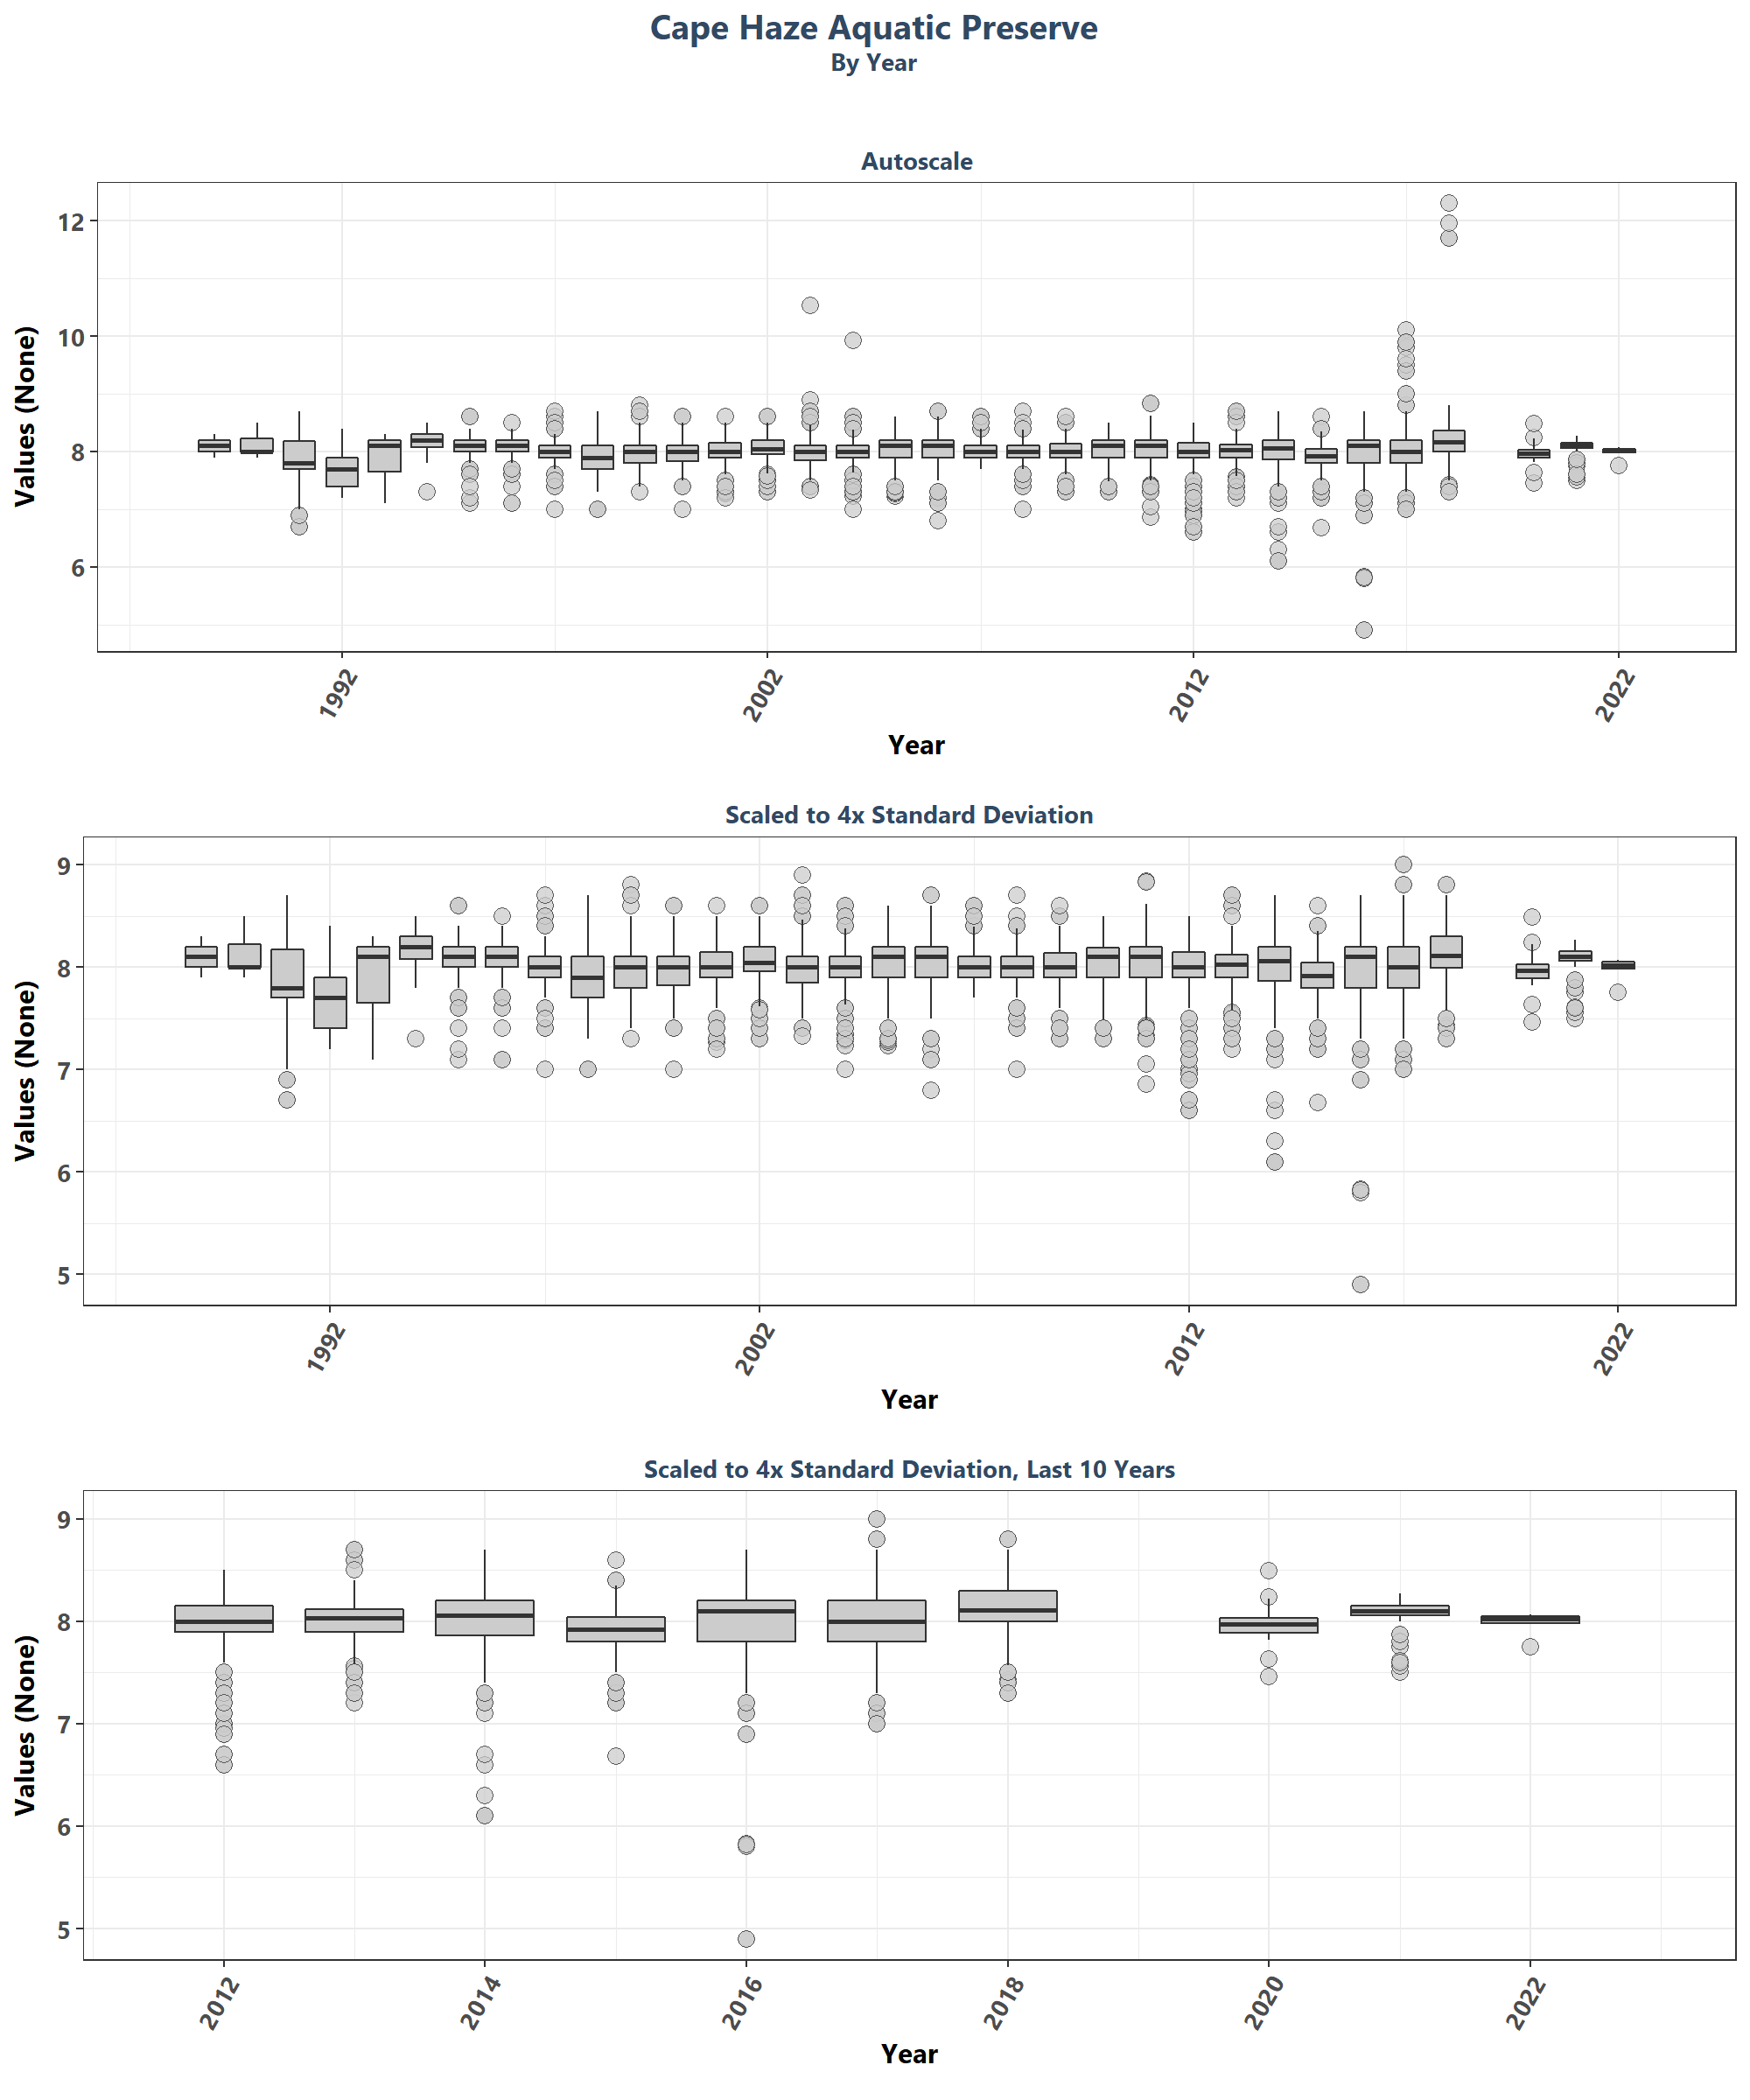 Cape Haze Aquatic Preserve
By Year
Autoscale
Values (None)
12
10
8
6
1992
2002
2012
2022
Year
Scaled to 4x Standard Deviation
Values (None)
9
8
7
6
5
1992
2002
2012
2022
Year
Scaled to 4x Standard Deviation, Last 10 Years
Values (None)
9
8
7
6
5
2012
2014
2016
2018
2020
2022
Year